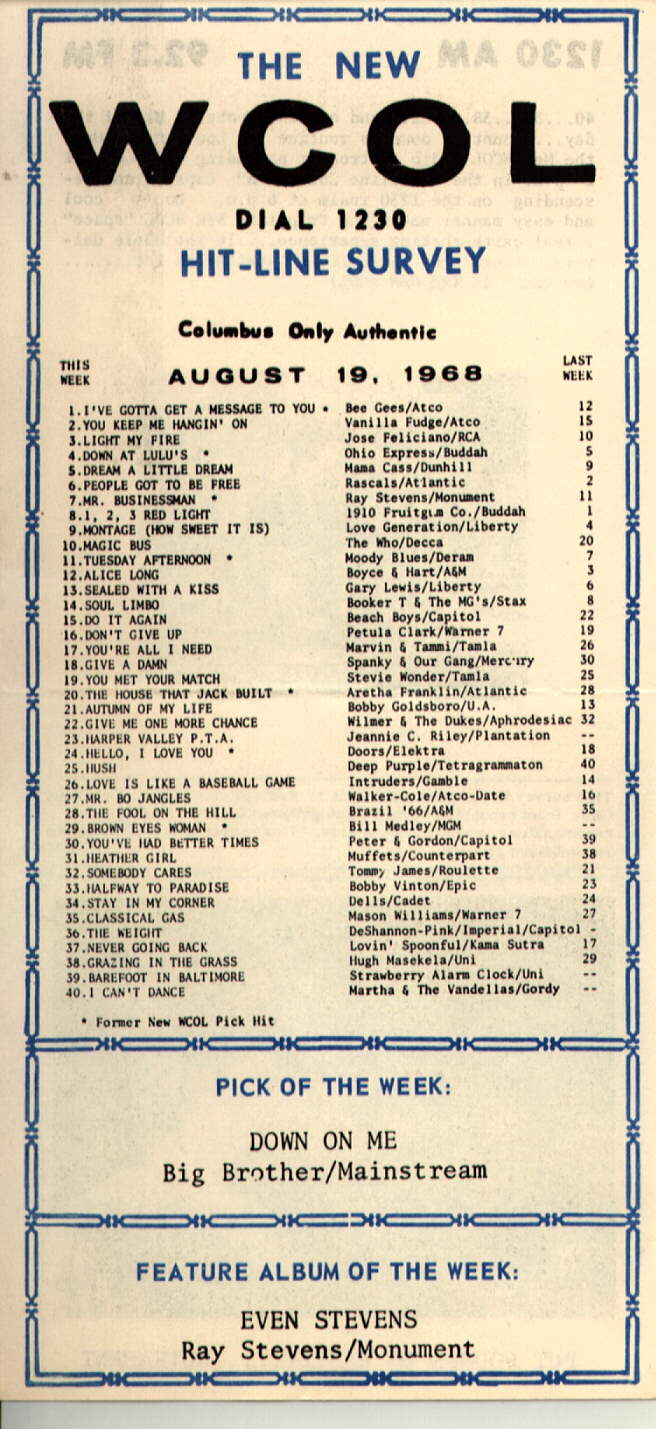 THE NEW
WCOL
DIAL 1230
HIT-LINE SURVEY
Columbus Only Authentic
THIS WEEK AUGUST 19, 1968 LAST WEEK
1. I'VE GOTTA GET A MESSAGE TO YOU * Bee Gees/Atco 12
2. YOU KEEP ME HANGIN' ON Vanilla Fudge/Atco 15
3. LIGHT MY FIRE Jose Feliciano/RCA 10
4. DOWN AT LULU'S * Ohio Express/Buddah 5
5. DREAM A LITTLE DREAM Mama Cass/Dunhill 9
6. PEOPLE GOT TO BE FREE Rascals/Atlantic 2
7. MR. BUSINESSMAN * Ray Stevens/Monument 11
8. 1, 2, 3 RED LIGHT 1910 Fruitgum Co./Buddah 1
9. MONTAGE (HOW SWEET IT IS) Love Generation/Liberty 4
10. MAGIC BUS The Who/Decca 20
11. TUESDAY AFTERNOON * Moody Blues/Deram 7
12. ALICE LONG Boyce & Hart/A&M 3
13. SEALED WITH A KISS Gary Lewis/Liberty 6
14. SOUL LIMBO Booker T & The MG's/Stax 8
15. DO IT AGAIN Beach Boys/Capitol 22
16. DON'T GIVE UP Petula Clark/Warner 7 19
17. YOU'RE ALL I NEED Marvin & Tammi/Tamla 26
18. GIVE A DAMN Spanky & Our Gang/Mercury 30
19. YOU MET YOUR MATCH Stevie Wonder/Tamla 25
20. THE HOUSE THAT JACK BUILT * Aretha Franklin/Atlantic 28
21. AUTUMN OF MY LIFE Bobby Goldsboro/U.A. 13
22. GIVE ME ONE MORE CHANCE Wilmer & The Dukes/Aphrodesiac 32
23. HARPER VALLEY P.T.A. Jeannie C. Riley/Plantation --
24. HELLO, I LOVE YOU * Doors/Elektra 18
25. HUSH Deep Purple/Tetragrammaton 40
26. LOVE IS LIKE A BASEBALL GAME Intruders/Gamble 14
27. MR. BO JANGLES Walker-Cole/Atco-Date 16
28. THE FOOL ON THE HILL Brazil '66/A&M 35
29. BROWN EYES WOMAN * Bill Medley/MGM --
30. YOU'VE HAD BETTER TIMES Peter & Gordon/Capitol 39
31. HEATHER GIRL Muffets/Counterpart 38
32. SOMEBODY CARES Tommy James/Roulette 21
33. HALFWAY TO PARADISE Bobby Vinton/Epic 23
34. STAY IN MY CORNER Dells/Cadet 24
35. CLASSICAL GAS Mason Williams/Warner 7 27
36. THE WEIGHT DeShannon-Pink/Imperial/Capitol -
37. NEVER GOING BACK Lovin' Spoonful/Kama Sutra 17
38. GRAZING IN THE GRASS Hugh Masekela/Uni 29
39. BAREFOOT IN BALTIMORE Strawberry Alarm Clock/Uni --
40. I CAN'T DANCE Martha & The Vandellas/Gordy --
* Former New WCOL Pick Hit
PICK OF THE WEEK:
DOWN ON ME
Big Brother/Mainstream
FEATURE ALBUM OF THE WEEK:
EVEN STEVENS
Ray Stevens/Monument